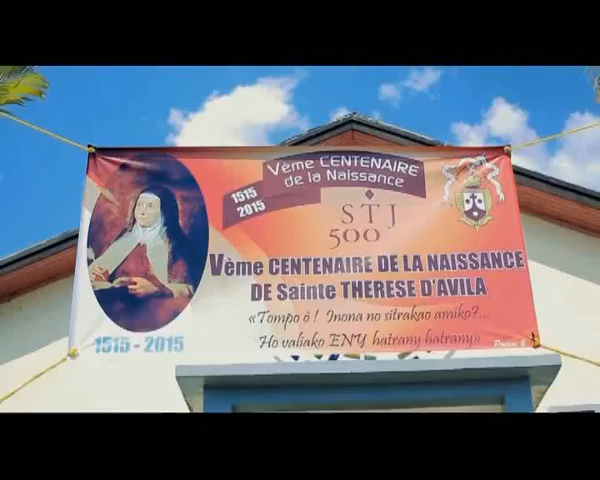 Vème CENTENAIRE
de la Naissance
1515
2015
STJ
500
Vème CENTENAIRE DE LA NAISSANCE
DE Sainte THERESE D'AVILA
«Tompo ô ! Inona no sitrakao amiko?...
Ho valiako ENY hatrany hatrany»
1515 - 2015